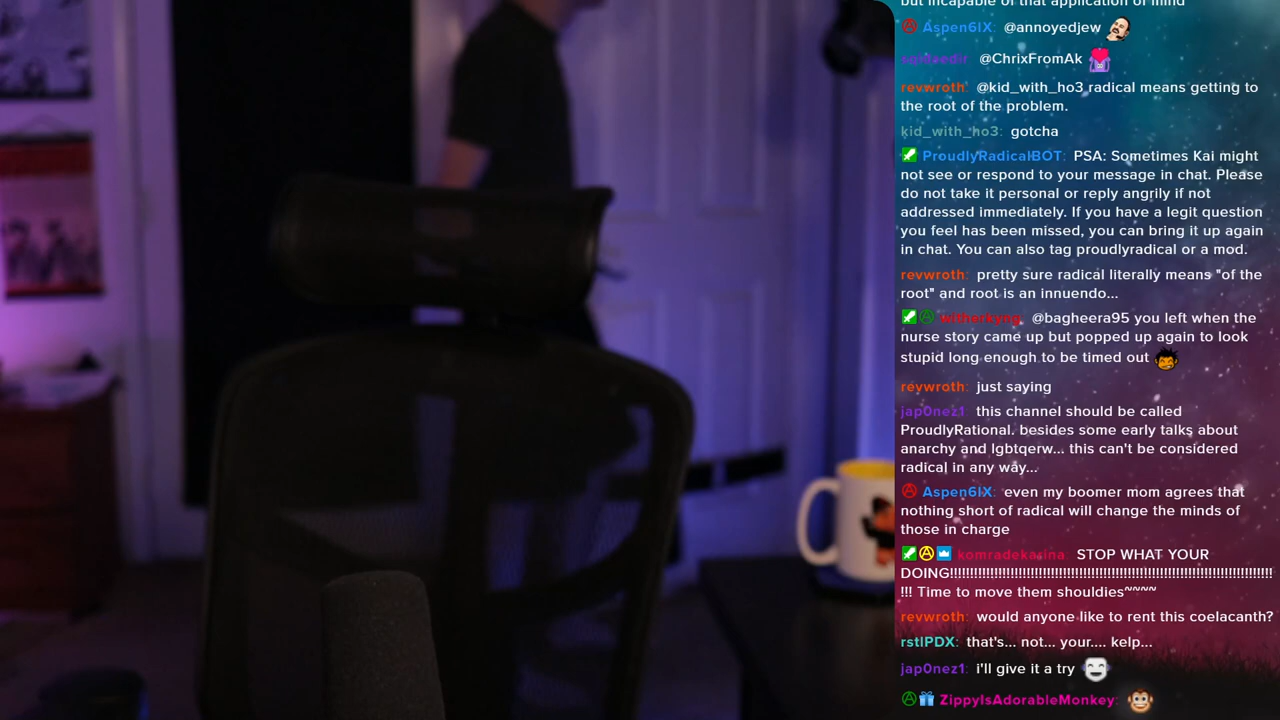 but incapable of that application of mind
Aspen6IX: @annoyedjew
@ChrixFromAk
revwroth: @kid_with_ho3 radical means getting to
the root of the problem.
kid_with_ho3: gotcha
ProudlyRadicalBOT: PSA: Sometimes Kai might
not see or respond to your message in chat. Please
do not take it personal or reply angrily if not
addressed immediately. If you have a legit question
you feel has been missed, you can bring it up again
in chat. You can also tag proudlyradical or a mod.
revwroth: pretty sure radical literally means "of the
root" and root is an innuendo...
witherkyng: @bagheera95 you left when the
nurse story came up but popped up again to look
stupid long enough to be timed out
revwroth: just saying
jap0nez1: this channel should be called
ProudlyRational. besides some early talks about
anarchy and lgbtqerw... this can't be considered
radical in any way...
Aspen6IX: even my boomer mom agrees that
nothing short of radical will change the minds of
those in charge
komradekasina: STOP WHAT YOUR
DOING!!!!!!!!!!!!!!!!!!!!!!!!!!!!!!!!!!!!!!!!!!!!!!!!!!!!!!!!!!!!!!!!!!!
!!! Time to move them shouldies~~~~
revwroth: would anyone like to rent this coelacanth?
rstlPDX: that's... not... your.... kelp...
jap0nez1: i'll give it a try
ZippyIsAdorableMonkey: